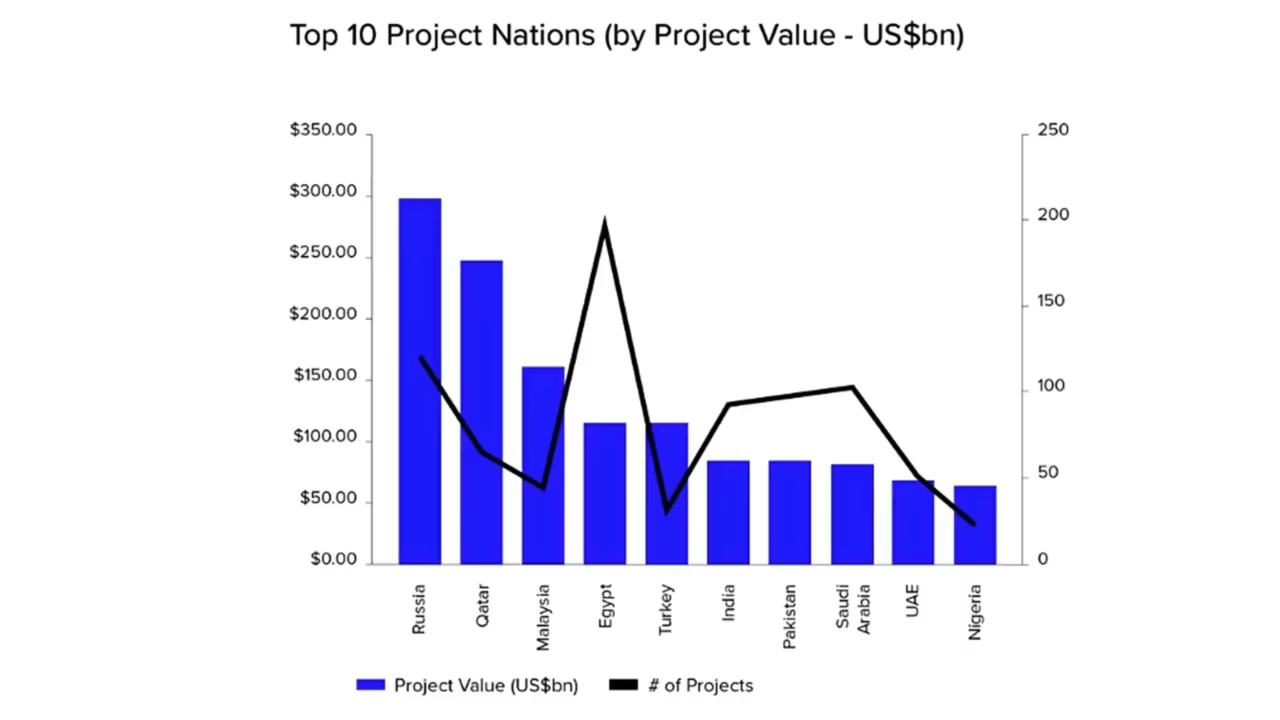 Top 10 Project Nations (by Project Value - US$bn)
$350.00
$300.00
$250.00
$200.00
$150.00
$100.00
$50.00
$0.00
250
200
150
100
50
0
Russia
Qatar
Malaysia
Egypt
Turkey
India
Pakistan
Saudi
Arabia
UAE
Nigeria
Project Value (US$bn)
# of Projects